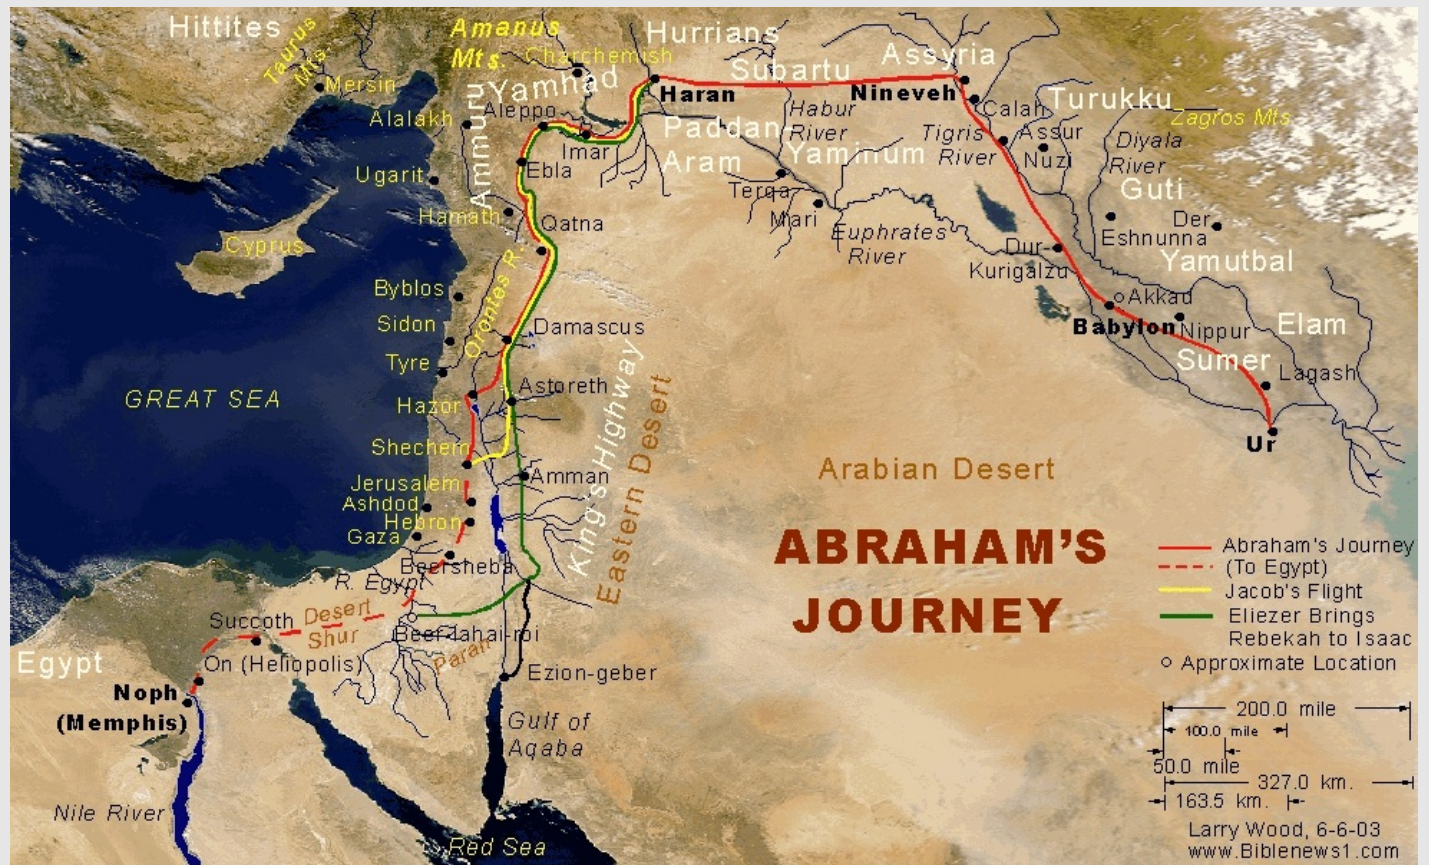 Hittites
Taurus
Mts.
Mersin
Amanus
Mts.
Charchemish
Hurrians
Yamhad
Subartu
Assyria
Haran
Nineveh
Calah
Turukku
Zagros Mts.
Alalakh
Ammuru
Aleppo
Imar
Paddan-
Aram
Habur
River
Yaminum
Tigris
River
Assur
Nuzi
Diyala
River
Ugarit
Ebla
Terqa
Mari
Guti
Hamath
Qatna
Euphrates
River
Dur-
Kurigalzu
Der
Eshnunna
Yamutbal
Cyprus
Orontes R.
Byblos
Akkad
Babylon
Nippur
Elam
Sidon
Damascus
Sumer
Lagash
Tyre
Astoreth
GREAT SEA
Hazor
King's Highway
Eastern Desert
Ur
Shechem
Amman
Arabian Desert
Jerusalem
Ashdod
Hebron
Gaza
Beersheba
R. Egypt
ABRAHAM'S
JOURNEY
Abraham's Journey
(To Egypt)
Jacob's Flight
Eliezer Brings
Rebekah to Isaac
Approximate Location
Succoth
Desert
Shur
Beer-lahai-roi
Paran
Egypt
On (Heliopolis)
Ezion-geber
Noph
(Memphis)
Gulf of
Aqaba
Nile River
Red Sea
200.0 mile
100.0 mile
50.0 mile
327.0 km.
163.5 km.
Larry Wood, 6-6-03
www.Biblenews1.com